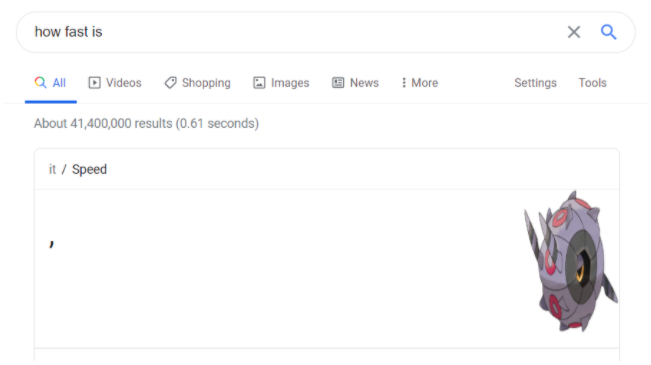 how fast is
All Videos Shopping Images News More Settings Tools
About 41,400,000 results (0.61 seconds)
it / Speed
,